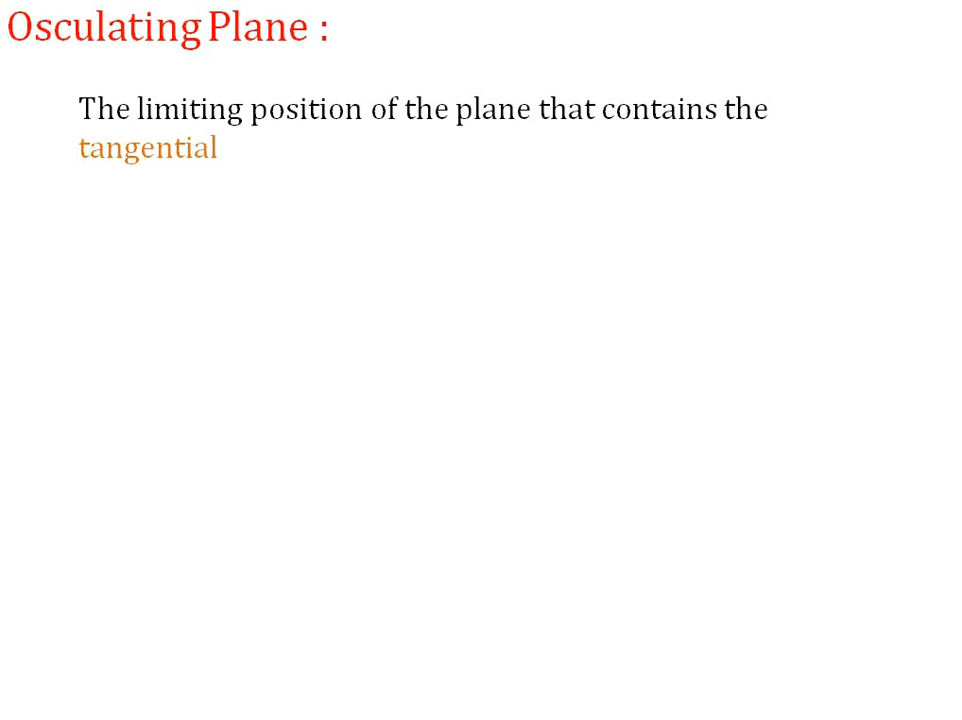 Osculating Plane :
The limiting position of the plane that contains the
tangential